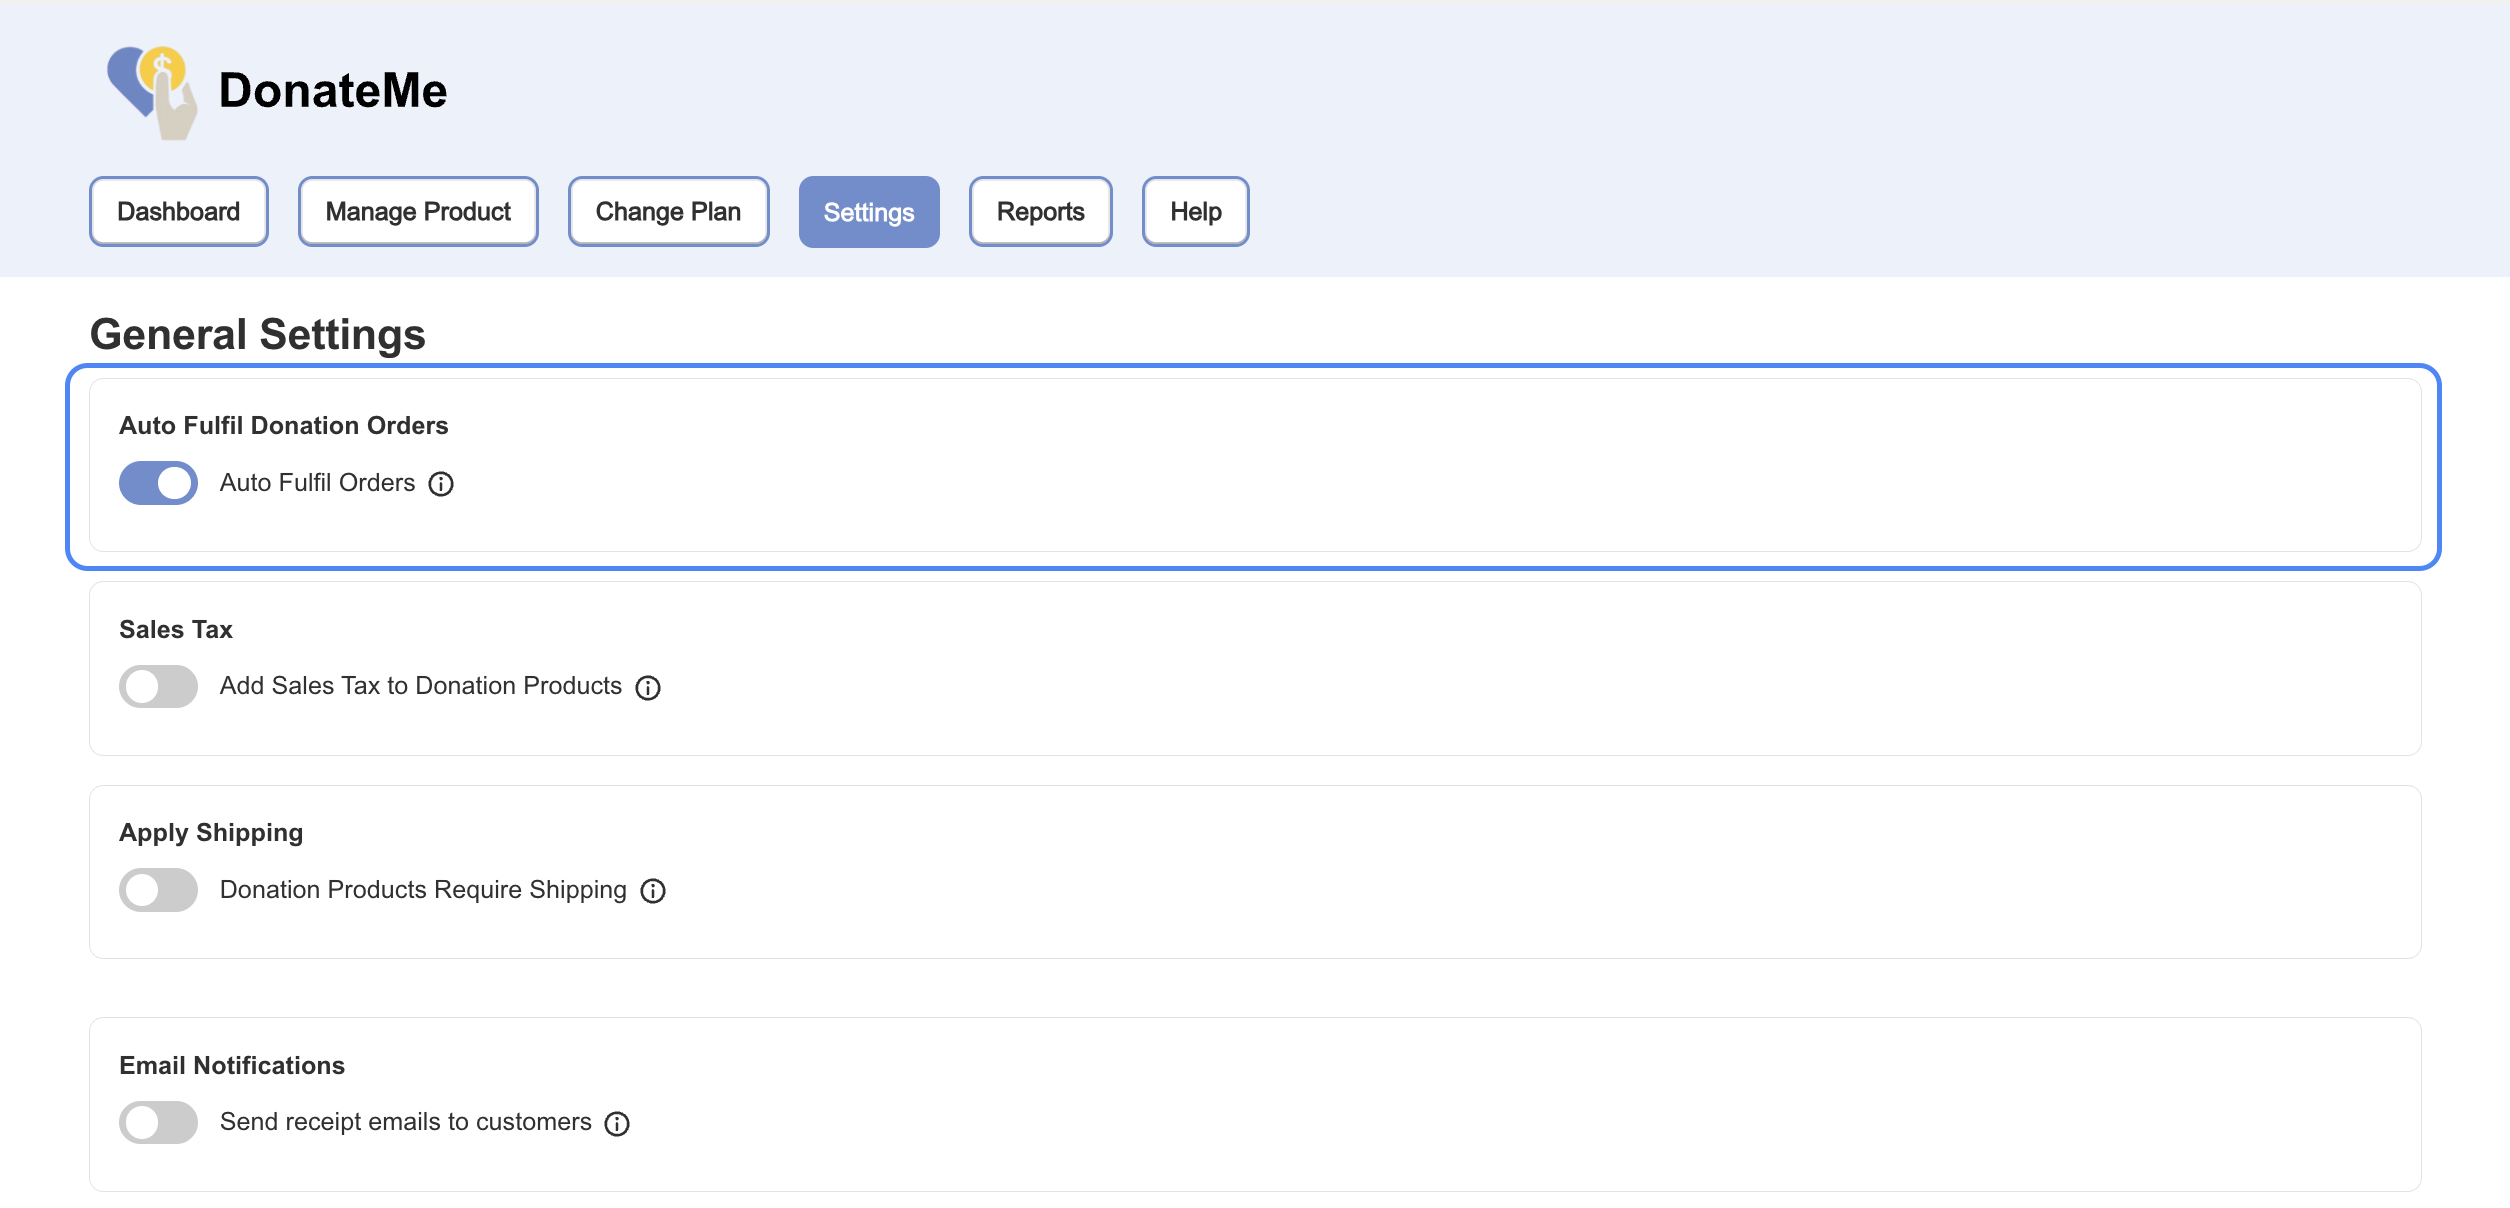 DonateMe
Dashboard
Manage Product
Change Plan
Settings
Reports
Help
General Settings
Auto Fulfil Donation Orders
Auto Fulfil Orders
Sales Tax
Add Sales Tax to Donation Products
Apply Shipping
Donation Products Require Shipping
Email Notifications
Send receipt emails to customers